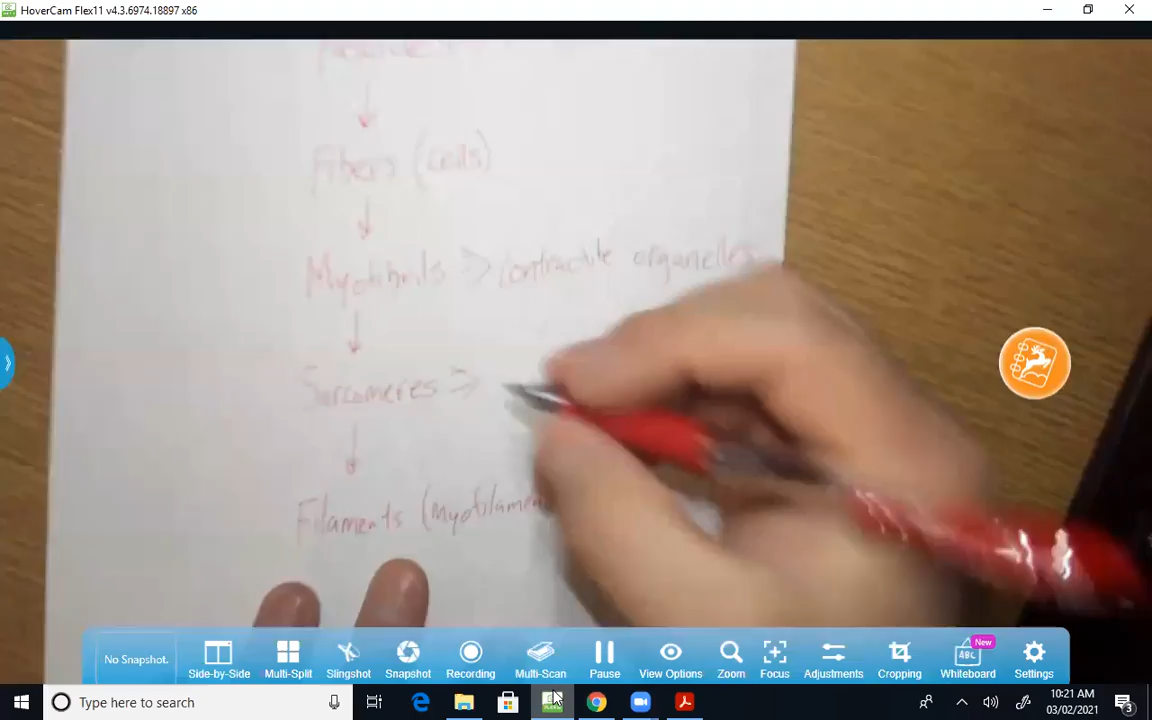 HoverCam Flex11 v4.3.6974.18897 x86
Fibers (cells)
Myofibrils => contractile organelles
Sarcomeres =>
Filaments (Myofilamen
No Snapshot.
Side-by-Side
Multi-Split
Slingshot
Snapshot
Recording
Multi-Scan
Pause
View Options
Zoom
Focus
Adjustments
Cropping
New
ABC
Whiteboard
Settings
Type here to search
10:21 AM
03/02/2021
3